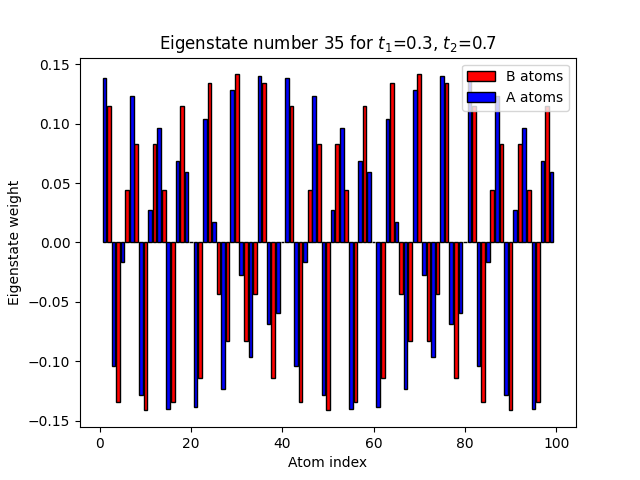 Eigenstate number 35 for t₁=0.3, t₂=0.7
B atoms
A atoms
0.15
0.10
0.05
0.00
−0.05
−0.10
−0.15
Eigenstate weight
0 20 40 60 80 100
Atom index